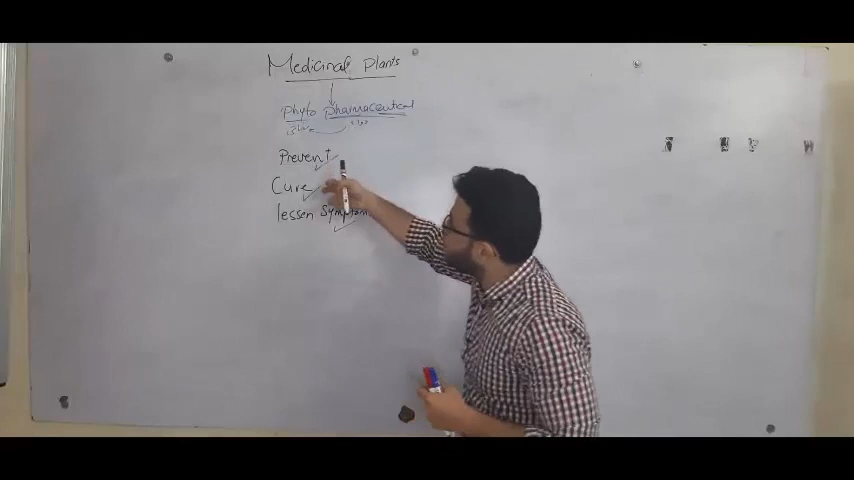 Medicinal Plants
Phyto pharmaceutical
Prevent
Cure
lessen Symptom